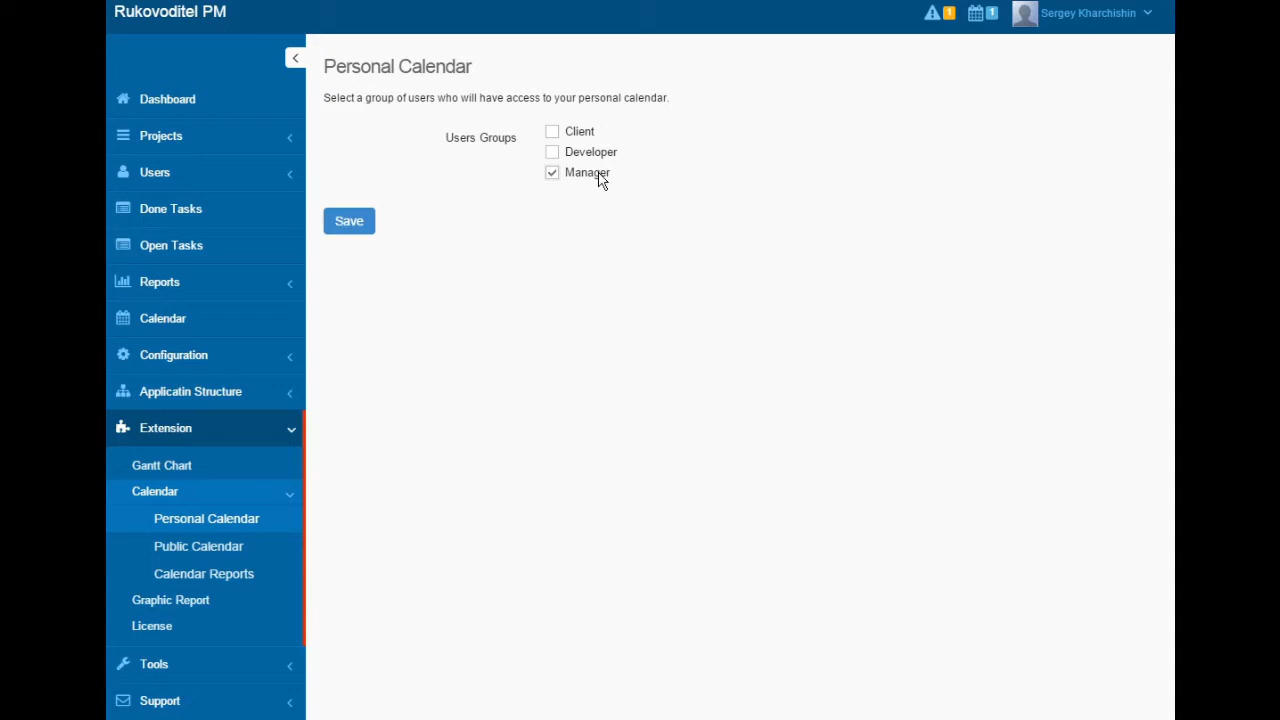 Rukovoditel PM
1
1
Sergey Kharchishin
Dashboard
Projects
Users
Done Tasks
Open Tasks
Reports
Calendar
Configuration
Applicatin Structure
Extension
Gantt Chart
Calendar
Personal Calendar
Public Calendar
Calendar Reports
Graphic Report
License
Tools
Support
Personal Calendar
Select a group of users who will have access to your personal calendar.
Users Groups
Client
Developer
Manager
Save